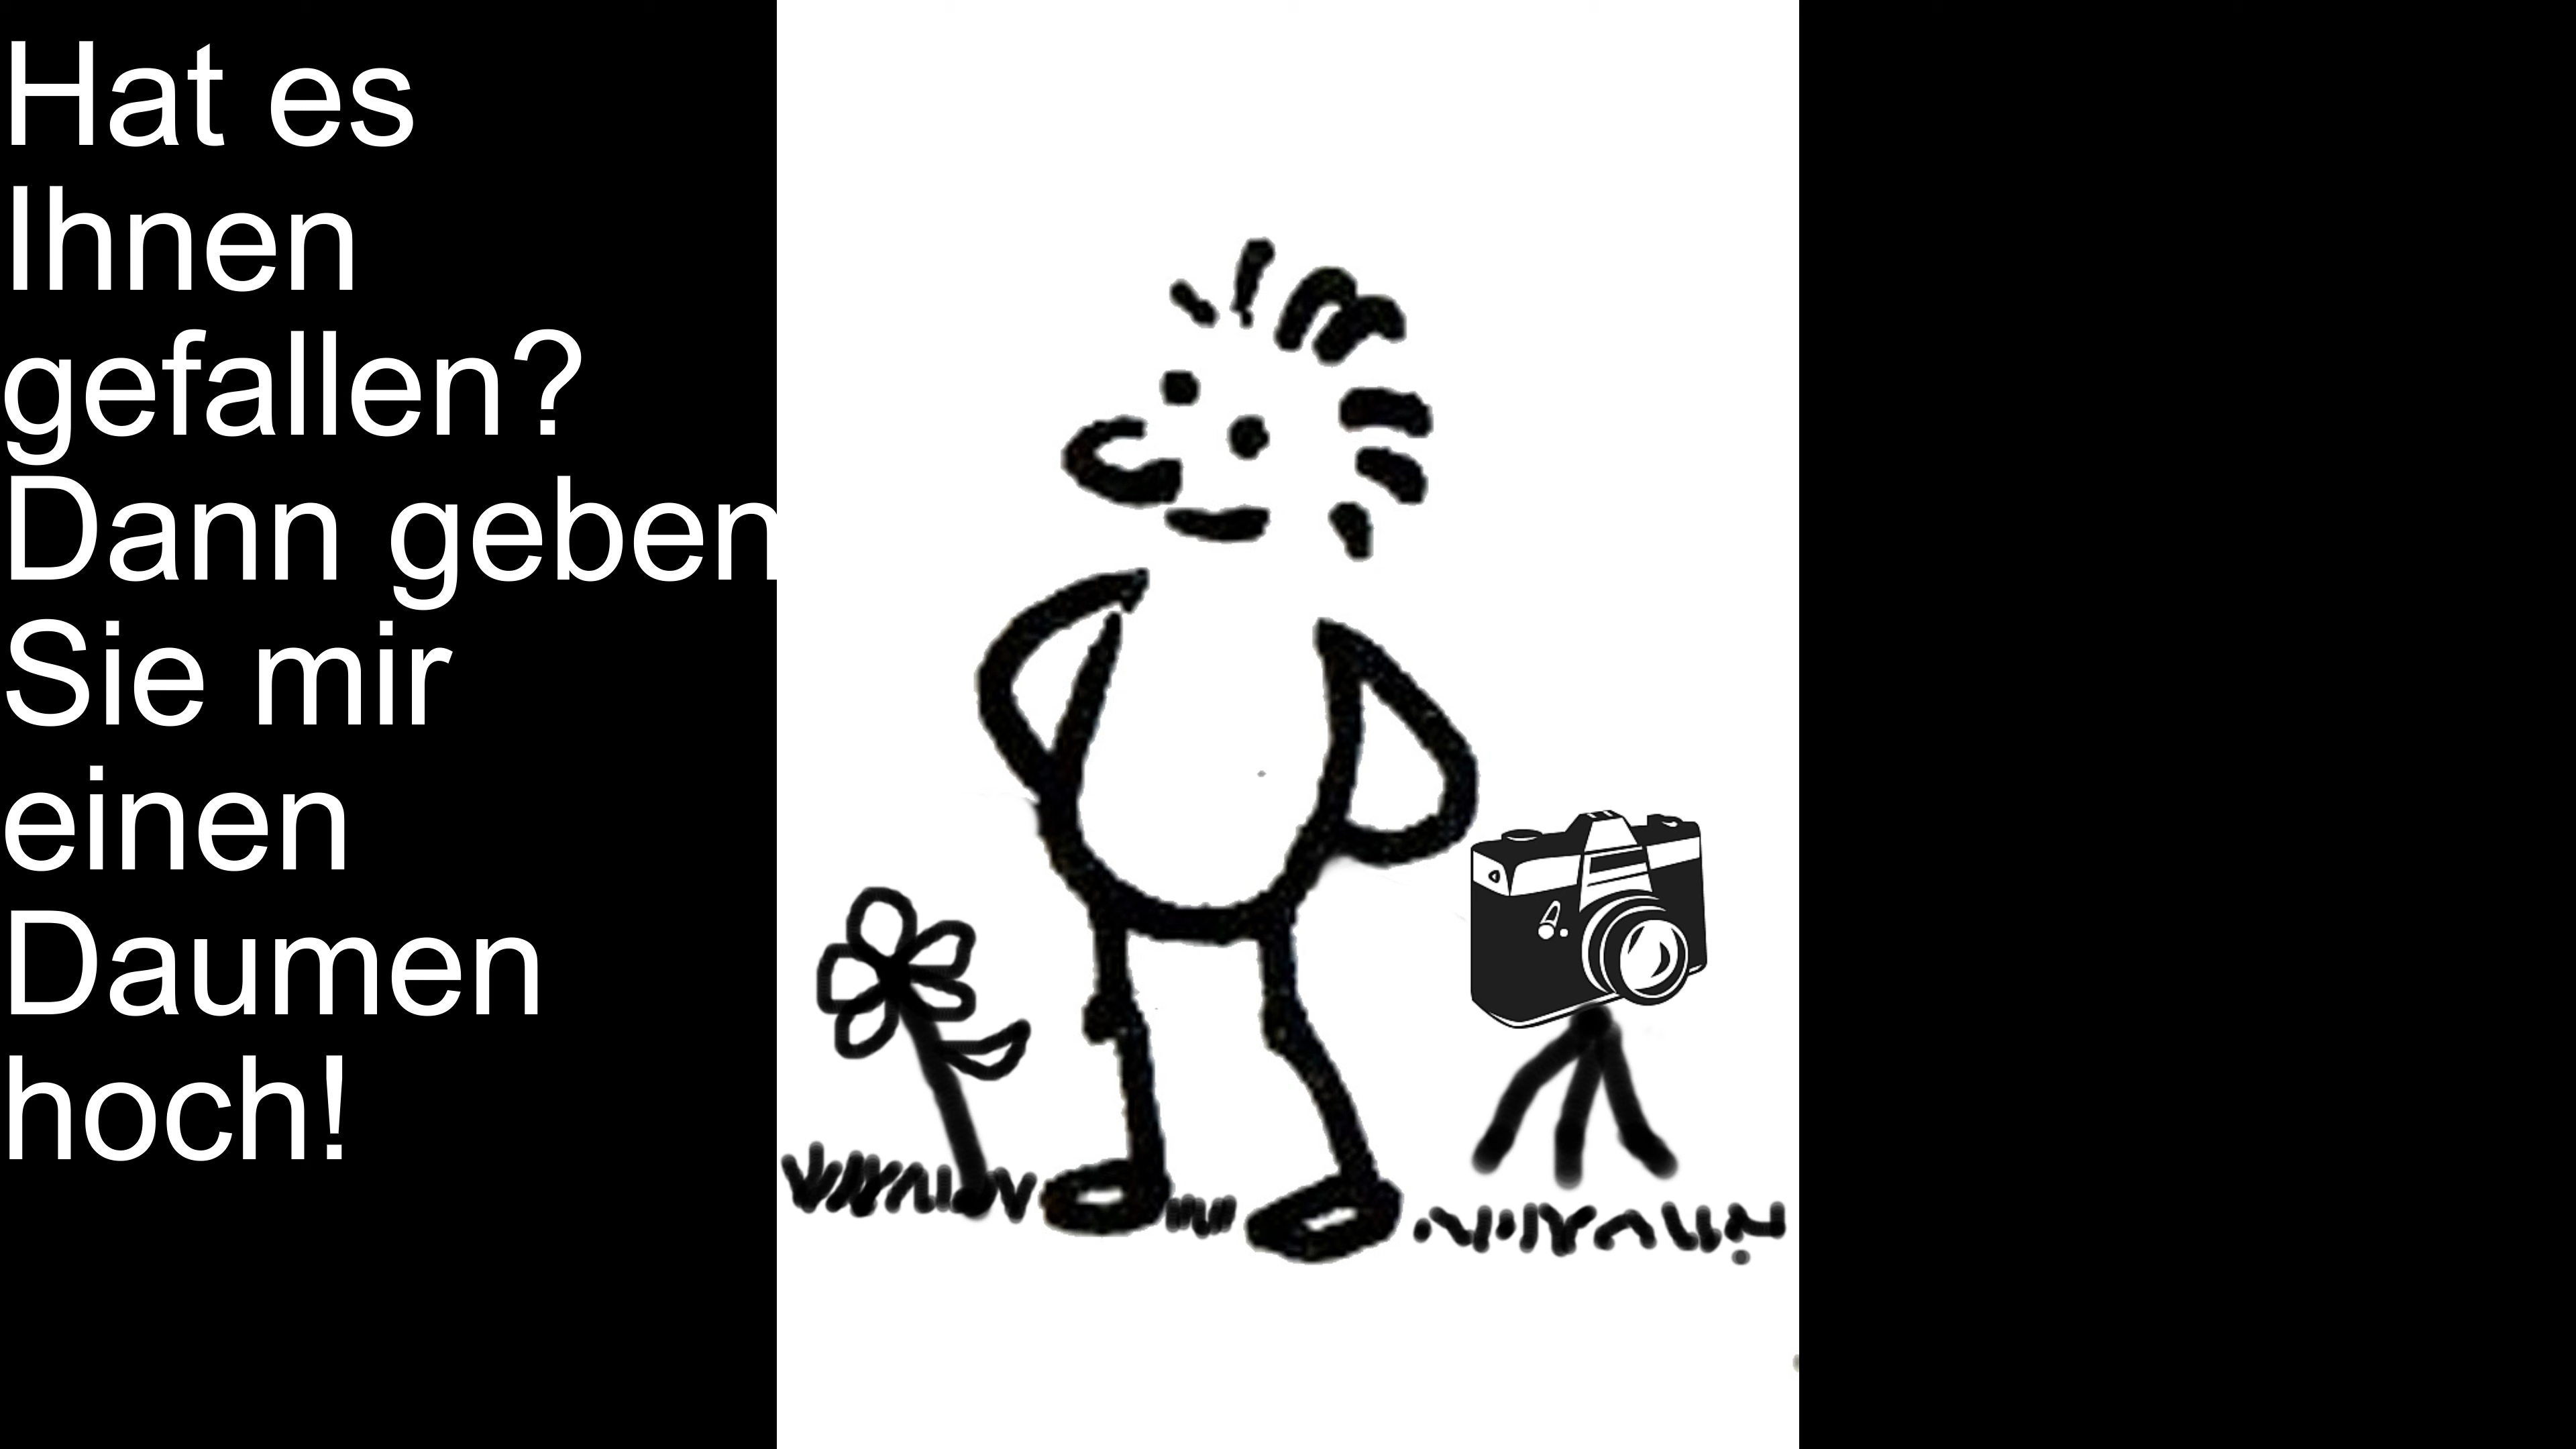 Hat es
Ihnen
gefallen?
Dann geben
Sie mir
einen
Daumen
hoch!